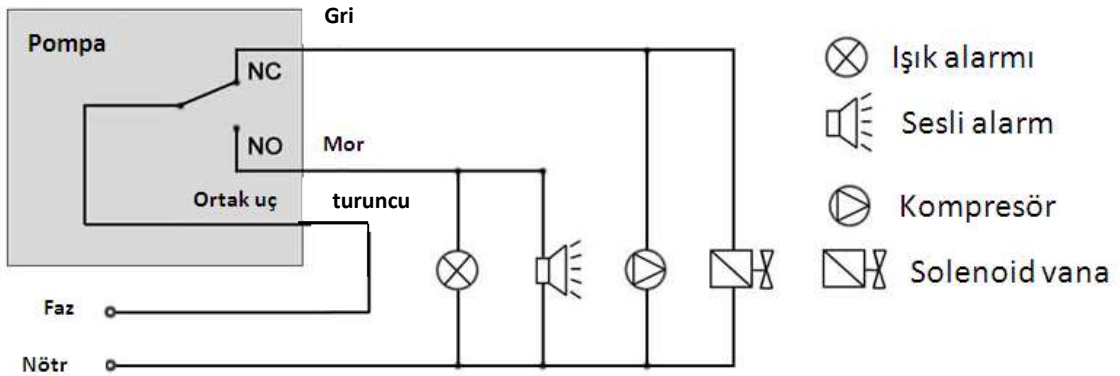 Gri
Pompa
NC
Işık alarmı
NO
Mor
Sesli alarm
Ortak uç
turuncu
Kompresör
Solenoid vana
Faz
Nötr